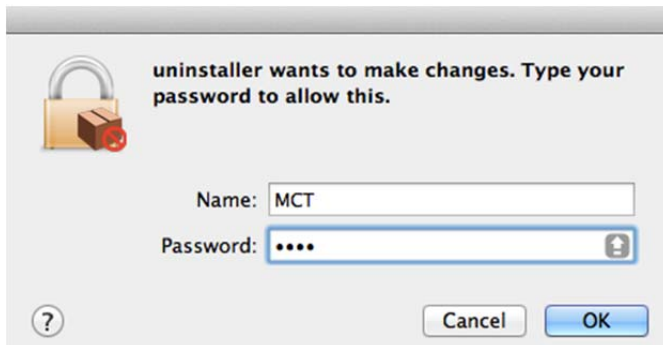 uninstaller wants to make changes. Type your
password to allow this.
Name: MCT
Password: ••••
?
Cancel OK